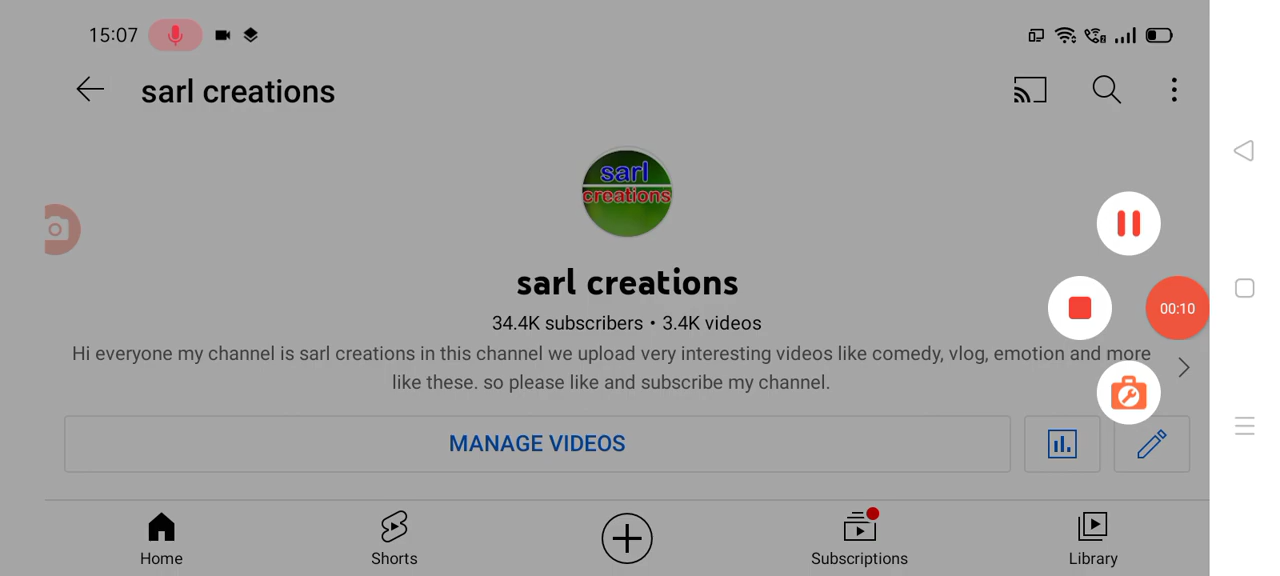 15:07
sarl creations
sarl
creations
sarl creations
34.4K subscribers • 3.4K videos
00:10
Hi everyone my channel is sarl creations in this channel we upload very interesting videos like comedy, vlog, emotion and more
like these. so please like and subscribe my channel.
MANAGE VIDEOS
Home
Shorts
Subscriptions
Library